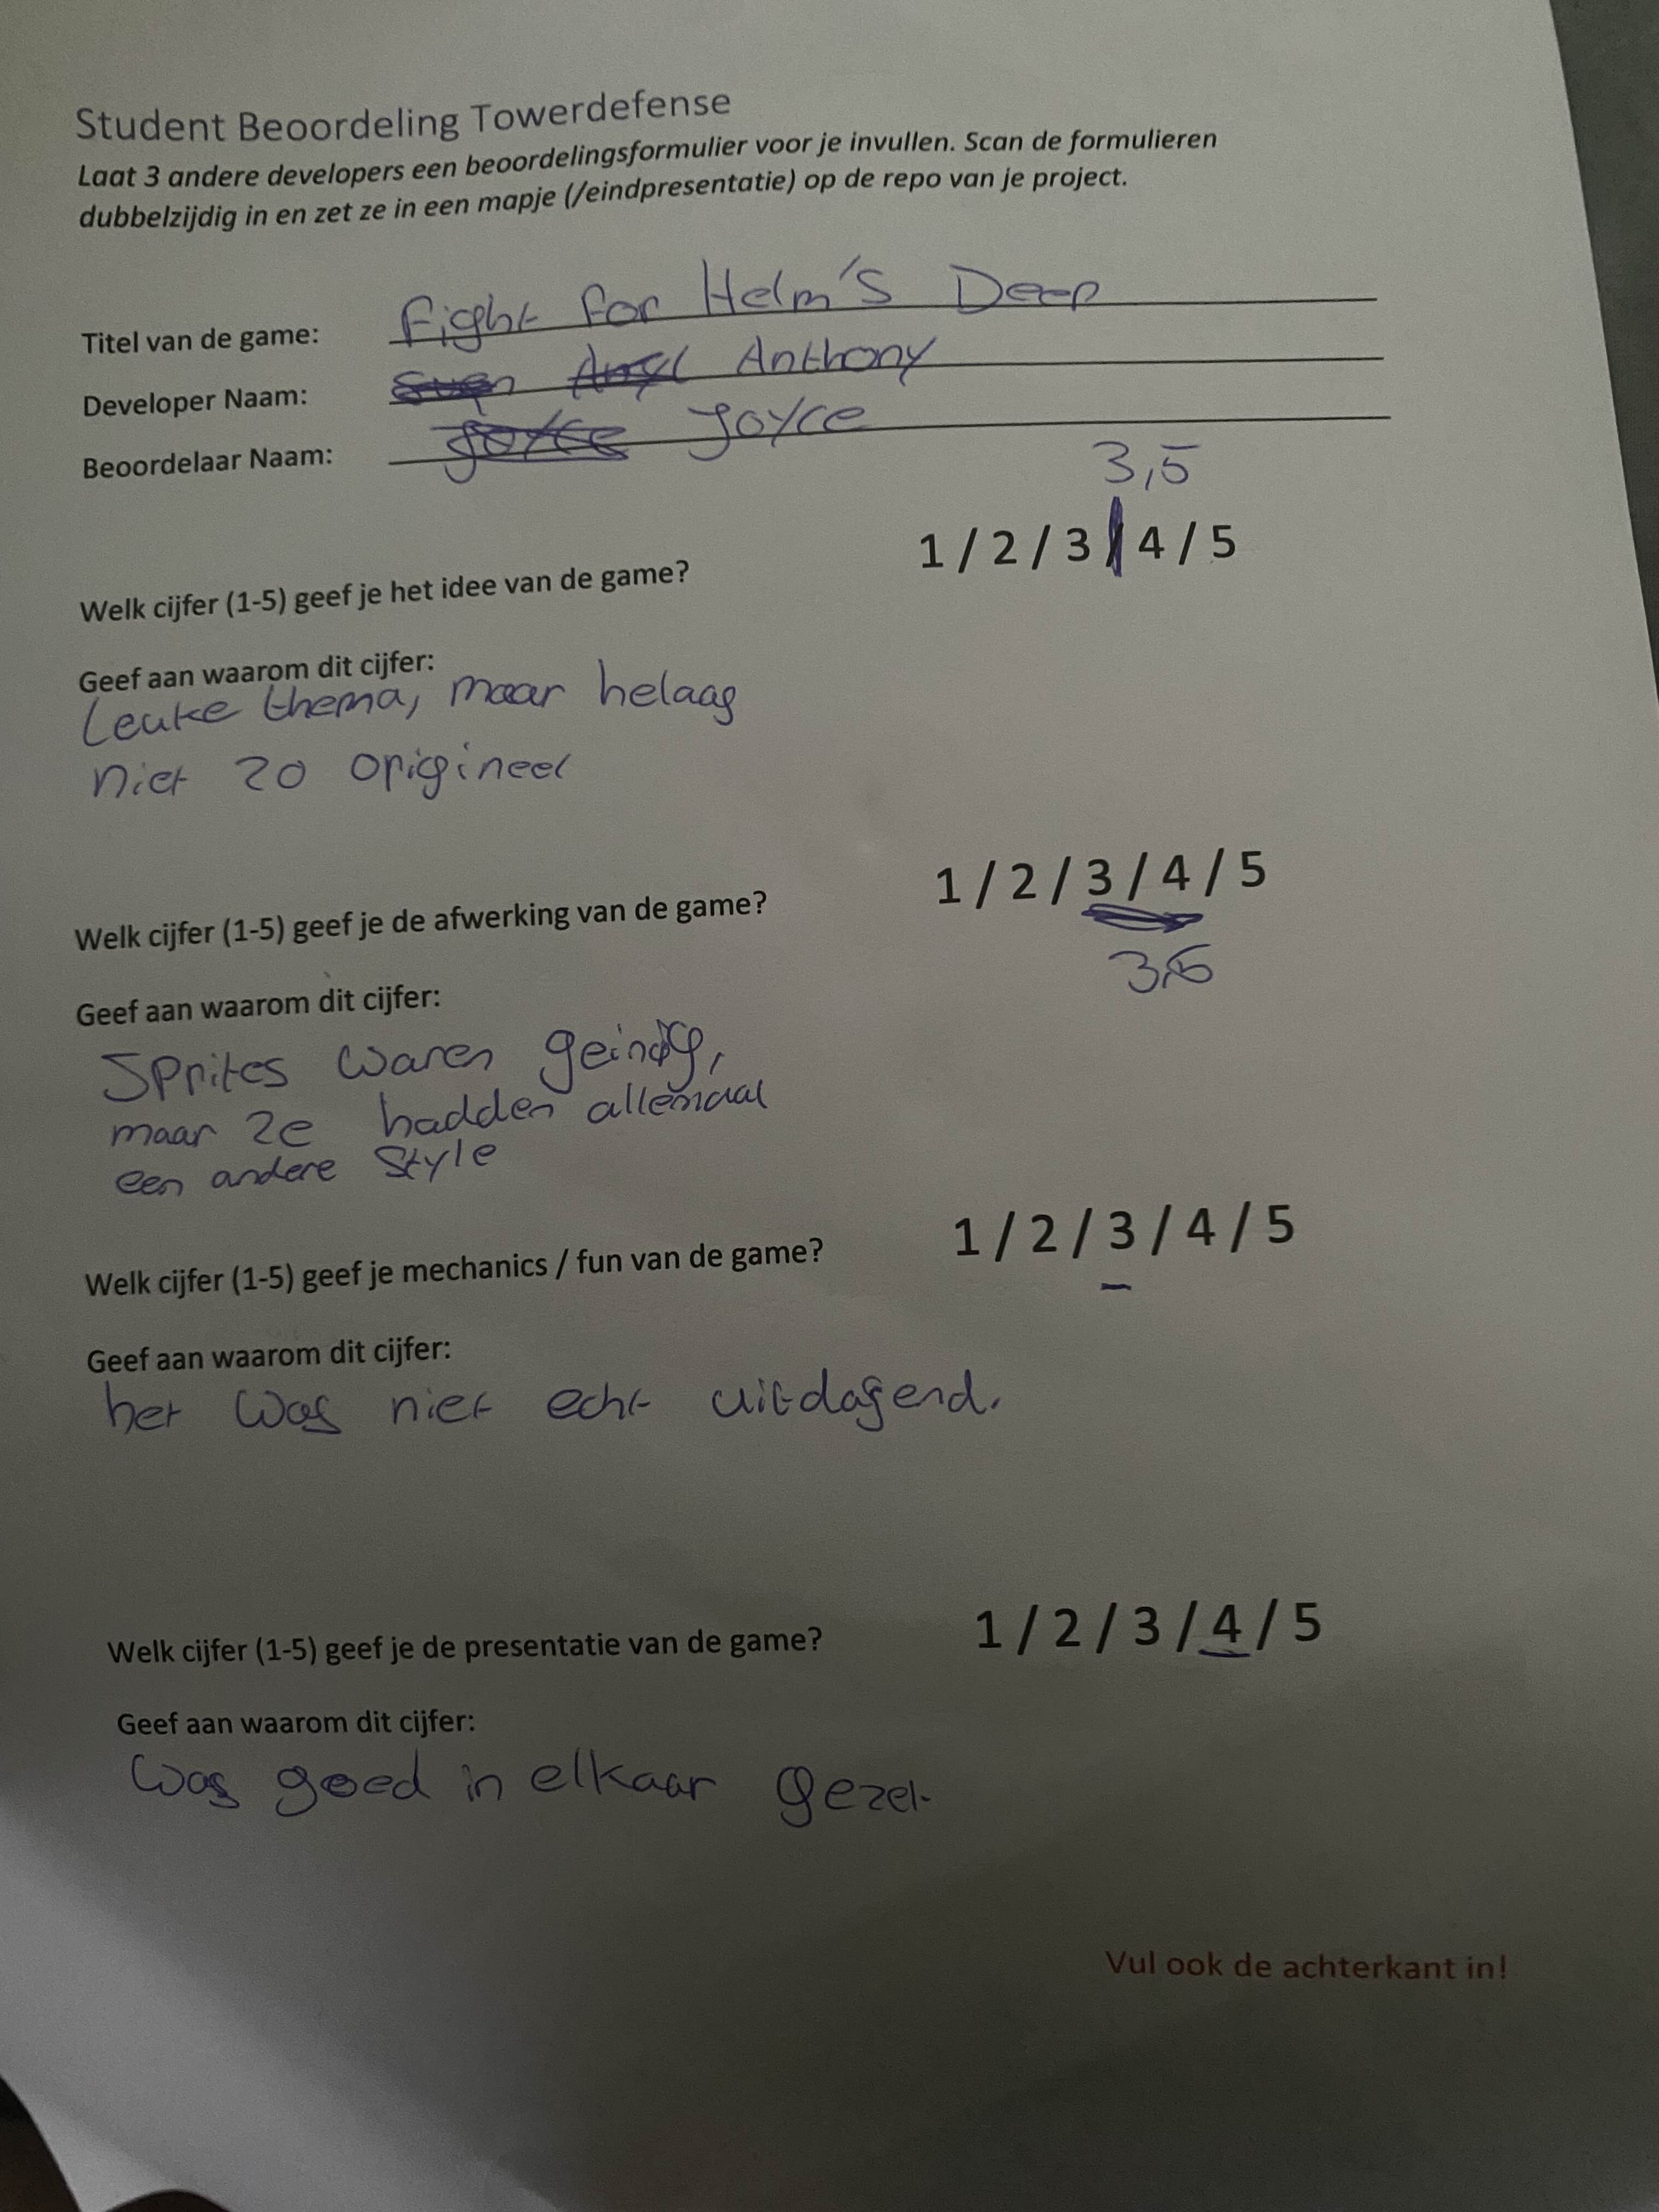 Student Beoordeling Towerdefense
Laat 3 andere developers een beoordelingsformulier voor je invullen. Scan de formulieren
dubbelzijdig in en zet ze in een mapje (/eindpresentatie) op de repo van je project.
Titel van de game: Fight for Helm's Deep
Developer Naam: Anthony
Beoordelaar Naam: Joyce Joyce
3,5
Welk cijfer (1-5) geef je het idee van de game? 1 / 2 / 3 / 4 / 5
Geef aan waarom dit cijfer:
Leuke thema, maar helaas
niet zo origineel
Welk cijfer (1-5) geef je de afwerking van de game? 1 / 2 / 3 / 4 / 5
Geef aan waarom dit cijfer:
Sprites waren geinig,
maar ze hadden allemaal
een andere Style
Welk cijfer (1-5) geef je mechanics / fun van de game? 1 / 2 / 3 / 4 / 5
Geef aan waarom dit cijfer:
het was niet echt uitdagend.
Welk cijfer (1-5) geef je de presentatie van de game? 1 / 2 / 3 / 4 / 5
Geef aan waarom dit cijfer:
Was goed in elkaar gezet
Vul ook de achterkant in!